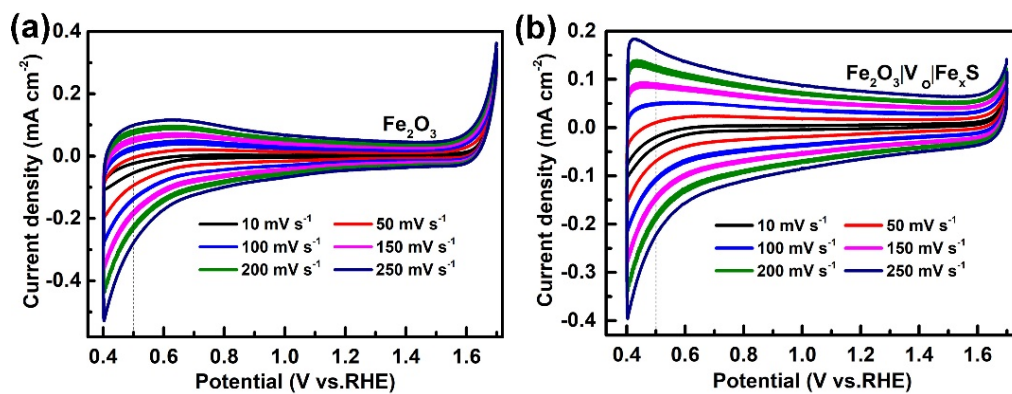 (a)
Current density (mA cm⁻²)
0.4
0.2
0.0
-0.2
-0.4
Fe₂O₃
10 mV s⁻¹
50 mV s⁻¹
100 mV s⁻¹
150 mV s⁻¹
200 mV s⁻¹
250 mV s⁻¹
0.4 0.6 0.8 1.0 1.2 1.4 1.6
Potential (V vs.RHE)
(b)
Current density (mA cm⁻²)
0.2
0.1
0.0
-0.1
-0.2
-0.3
-0.4
Fe₂O₃|Vₒ|FeₓS
10 mV s⁻¹
50 mV s⁻¹
100 mV s⁻¹
150 mV s⁻¹
200 mV s⁻¹
250 mV s⁻¹
0.4 0.6 0.8 1.0 1.2 1.4 1.6
Potential (V vs.RHE)